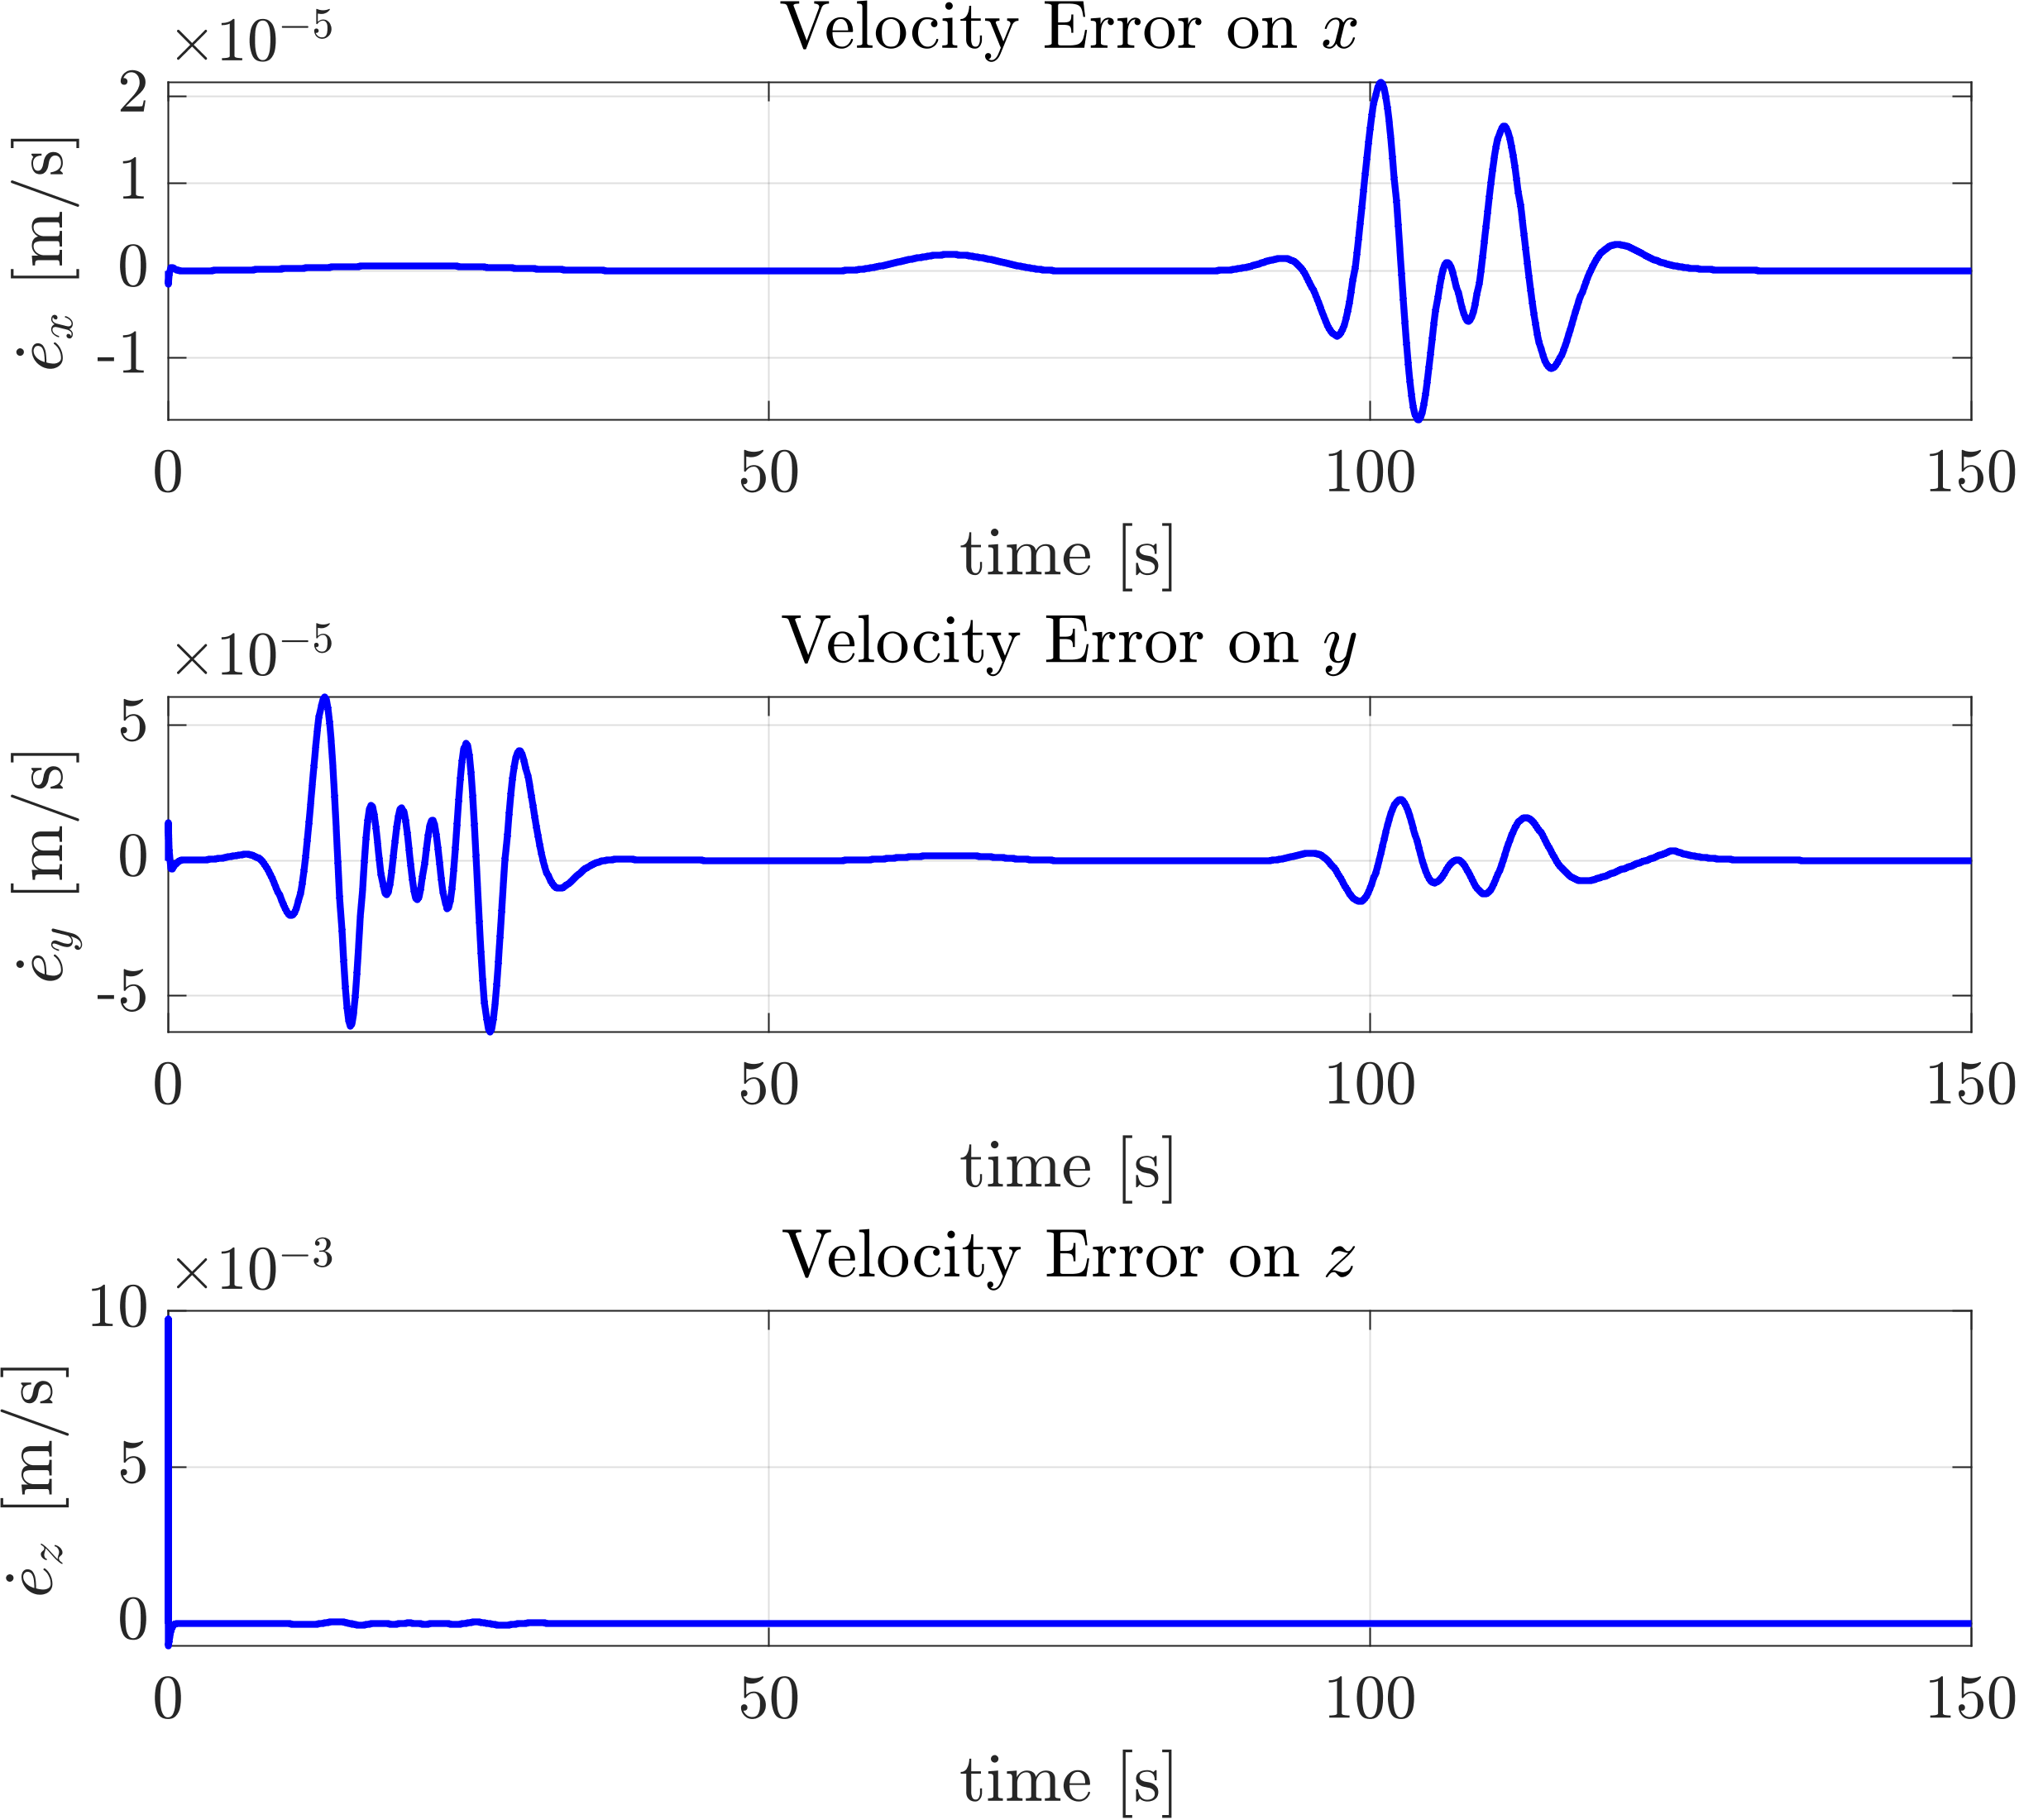 Velocity Error on x
×10⁻⁵
2
1
0
-1
ė_x [m/s]
0 50 100 150
time [s]
Velocity Error on y
×10⁻⁵
5
0
-5
ė_y [m/s]
0 50 100 150
time [s]
Velocity Error on z
×10⁻³
10
5
0
ė_z [m/s]
0 50 100 150
time [s]